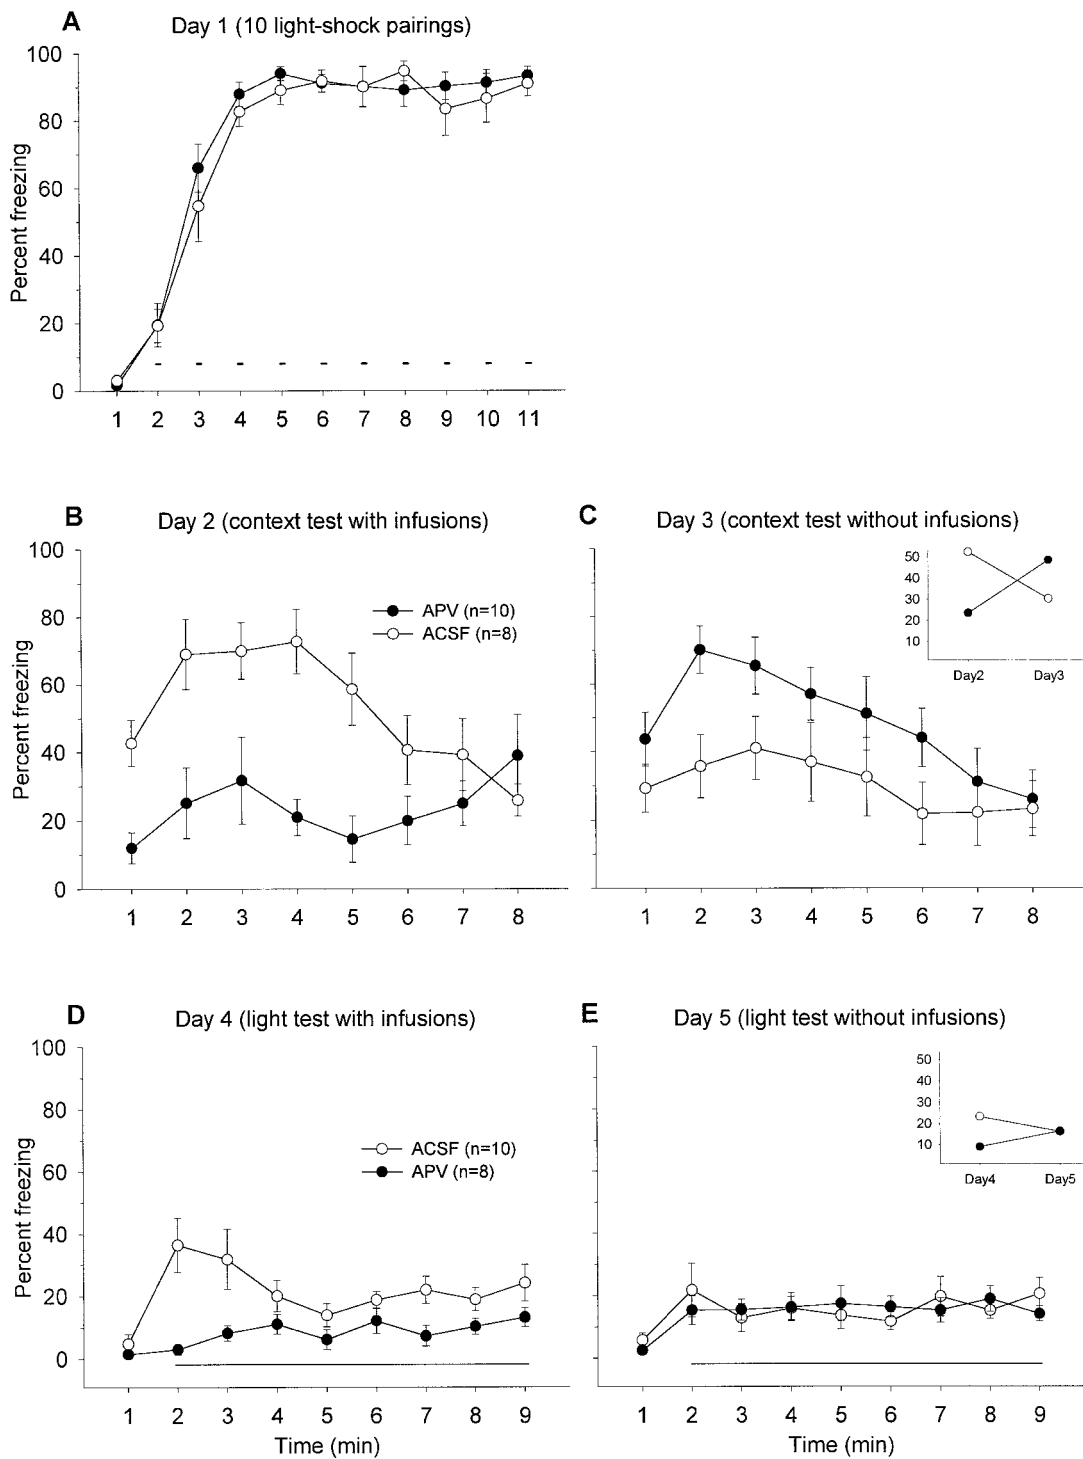 A
Day 1 (10 light-shock pairings)
100
80
60
40
20
0
Percent freezing
1 2 3 4 5 6 7 8 9 10 11
B
Day 2 (context test with infusions)
100
80
60
40
20
0
Percent freezing
APV (n=10)
ACSF (n=8)
1 2 3 4 5 6 7 8
C
Day 3 (context test without infusions)
50
40
30
20
10
Day2 Day3
1 2 3 4 5 6 7 8
D
Day 4 (light test with infusions)
100
80
60
40
20
0
Percent freezing
ACSF (n=10)
APV (n=8)
1 2 3 4 5 6 7 8 9
Time (min)
E
Day 5 (light test without infusions)
50
40
30
20
10
Day4 Day5
1 2 3 4 5 6 7 8 9
Time (min)